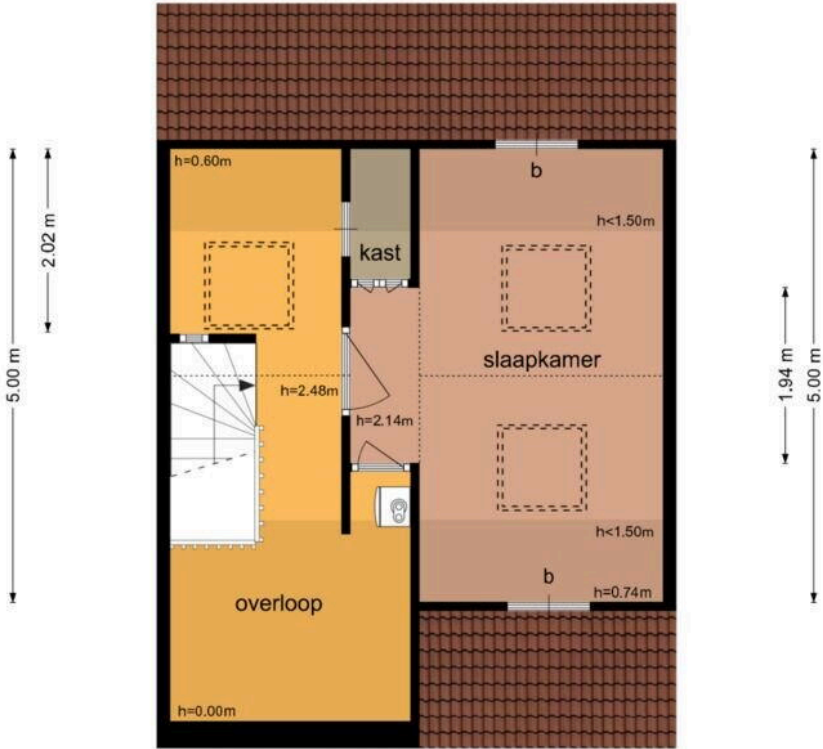 h=0.60m
b
h<1.50m
2.02 m
kast
5.00 m
slaapkamer
1.94 m
5.00 m
h=2.48m
h=2.14m
h<1.50m
b
h=0.74m
overloop
h=0.00m